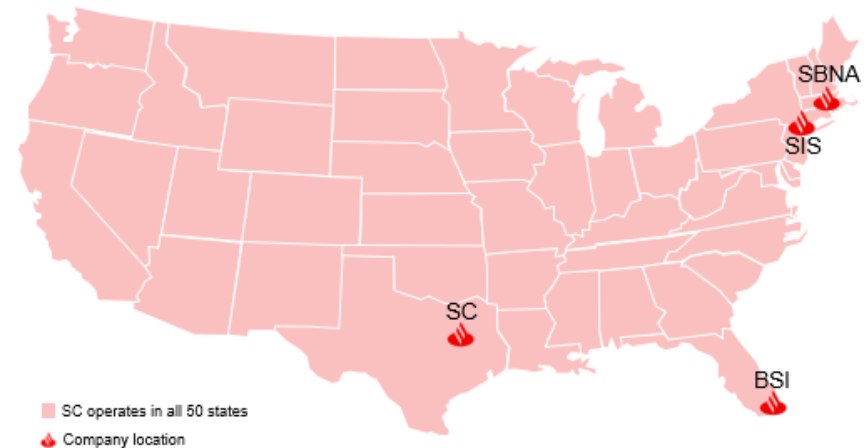 SBNA
SIS
SC
BSI
SC operates in all 50 states
Company location